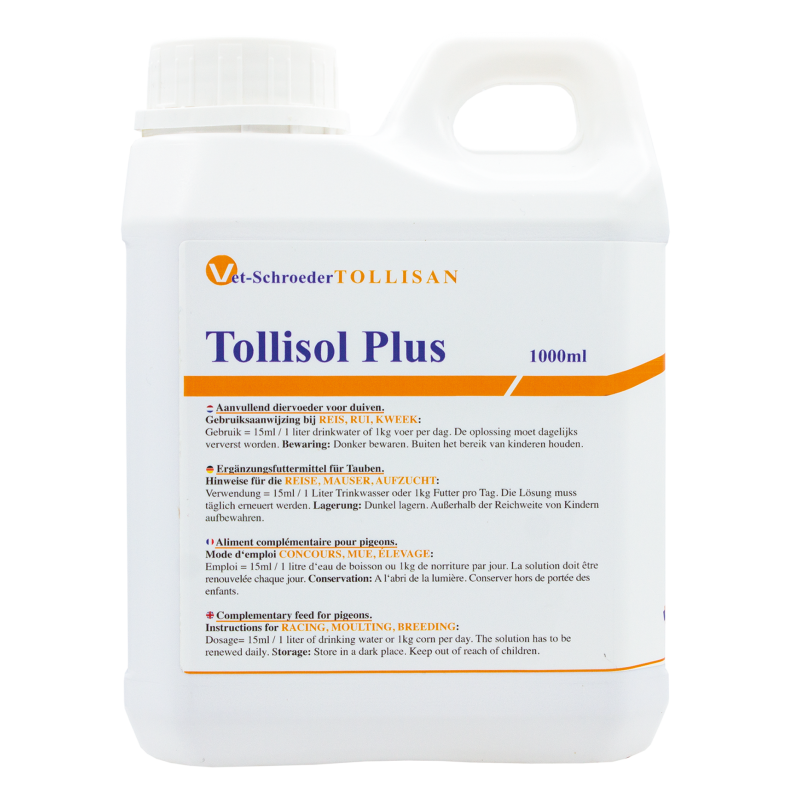 Vet-Schroeder TOLLISAN
Tollisol Plus 1000ml
Aanvullend diervoeder voor duiven.
Gebruiksaanwijzing bij REIS, RUI, KWEEK:
Gebruik = 15ml / 1 liter drinkwater of 1kg voer per dag. De oplossing moet dagelijks
ververst worden. Bewaring: Donker bewaren. Buiten het bereik van kinderen houden.
Ergänzungsfuttermittel für Tauben.
Hinweise für die REISE, MAUSER, AUFZUCHT:
Verwendung = 15ml / 1 Liter Trinkwasser oder 1kg Futter pro Tag. Die Lösung muss
täglich erneuert werden. Lagerung: Dunkel lagern. Außerhalb der Reichweite von Kindern
aufbewahren.
Aliment complémentaire pour pigeons.
Mode d‘emploi CONCOURS, MUE, ÉLEVAGE:
Emploi = 15ml / 1 litre d‘eau de boisson ou 1kg de norriture par jour. La solution doit être
renouvelée chaque jour. Conservation: A l‘abri de la lumière. Conserver hors de portée des
enfants.
Complementary feed for pigeons.
Instructions for RACING, MOULTING, BREEDING:
Dosage= 15ml / 1 liter of drinking water or 1kg corn per day. The solution has to be
renewed daily. Storage: Store in a dark place. Keep out of reach of children.